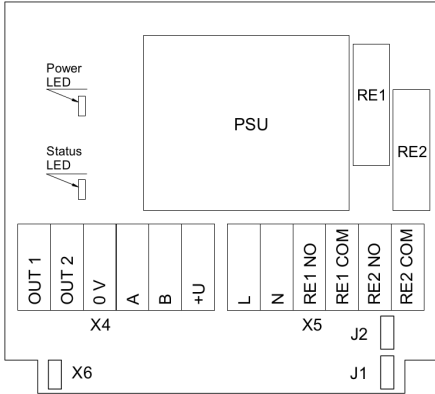 Power
LED
Status
LED
PSU
RE1
RE2
OUT 1
OUT 2
0 V
A
B
+U
L
N
RE1 NO
RE1 COM
RE2 NO
RE2 COM
X4
X5
J2
X6
J1